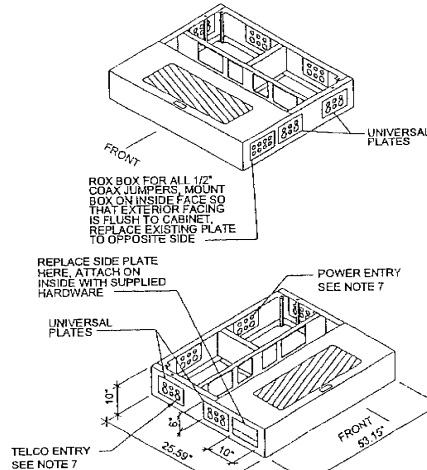 FRONT
UNIVERSAL
PLATES
ROX BOX FOR ALL 1/2"
COAX JUMPERS, MOUNT
BOX ON INSIDE FACE SO
THAT EXTERIOR FACING
IS FLUSH TO CABINET,
REPLACE EXISTING PLATE
TO OPPOSITE SIDE
REPLACE SIDE PLATE
HERE, ATTACH ON
INSIDE WITH SUPPLIED
HARDWARE
POWER ENTRY
SEE NOTE 7
UNIVERSAL
PLATES
10"
6"
10"
25.59"
FRONT
53.15"
TELCO ENTRY
SEE NOTE 7